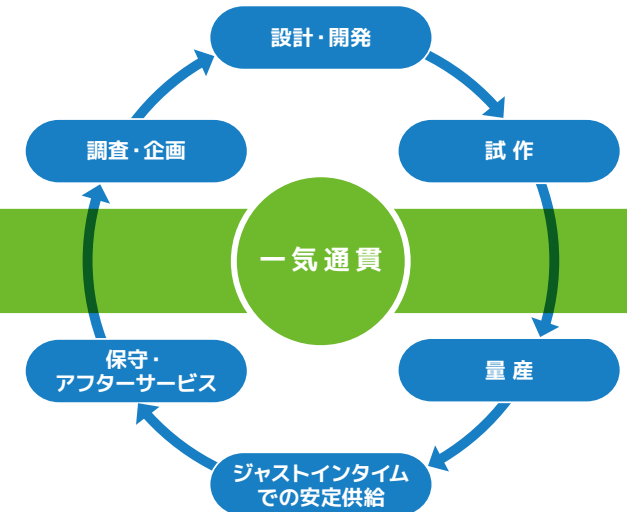 設計・開発
調査・企画
試作
一気通貫
保守・
アフターサービス
量産
ジャストインタイム
での安定供給